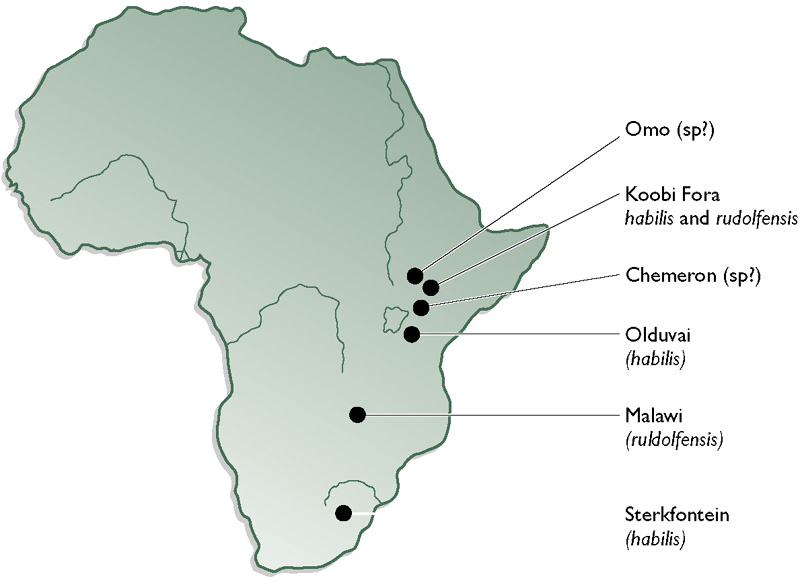 Omo (sp?)
Koobi Fora
habilis and rudolfensis
Chemeron (sp?)
Olduvai
(habilis)
Malawi
(ruldolfensis)
Sterkfontein
(habilis)